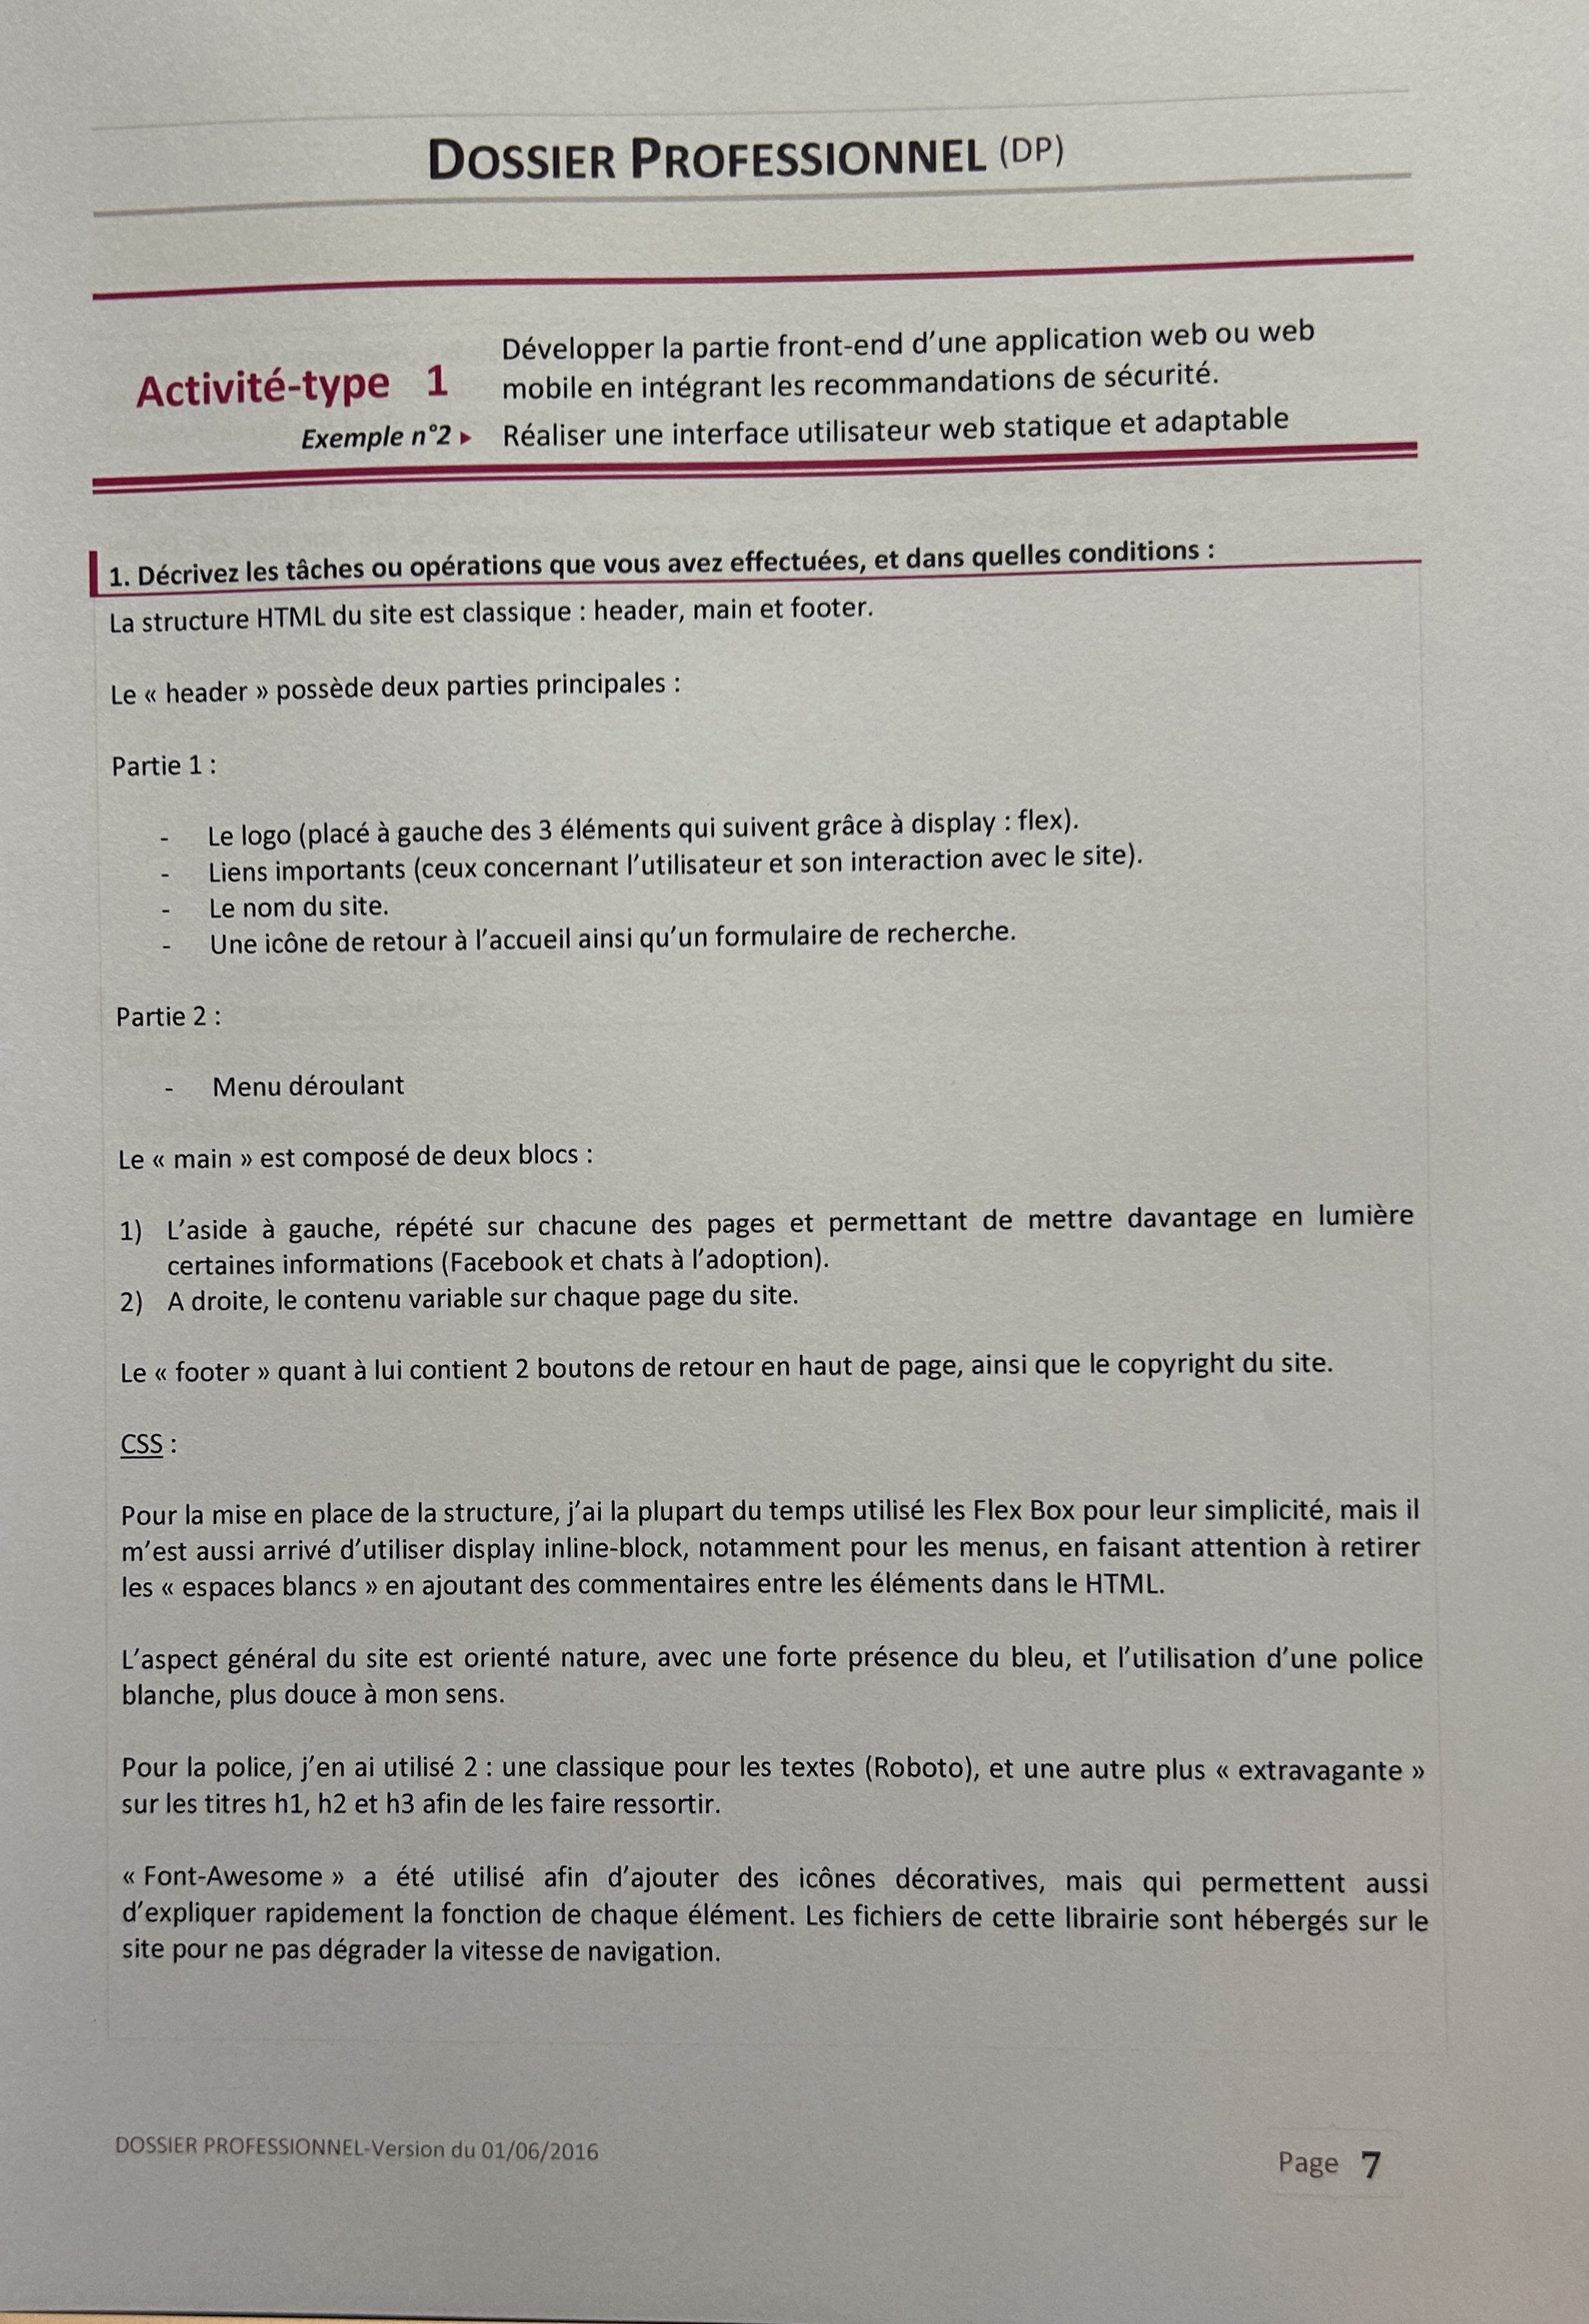 DOSSIER PROFESSIONNEL (DP)
Activité-type 1
Développer la partie front-end d'une application web ou web
mobile en intégrant les recommandations de sécurité.
Exemple n°2 ▸ Réaliser une interface utilisateur web statique et adaptable
1. Décrivez les tâches ou opérations que vous avez effectuées, et dans quelles conditions :
La structure HTML du site est classique : header, main et footer.
Le « header » possède deux parties principales :
Partie 1 :
- Le logo (placé à gauche des 3 éléments qui suivent grâce à display : flex).
- Liens importants (ceux concernant l'utilisateur et son interaction avec le site).
- Le nom du site.
- Une icône de retour à l'accueil ainsi qu'un formulaire de recherche.
Partie 2 :
- Menu déroulant
Le « main » est composé de deux blocs :
1) L'aside à gauche, répété sur chacune des pages et permettant de mettre davantage en lumière
certaines informations (Facebook et chats à l'adoption).
2) A droite, le contenu variable sur chaque page du site.
Le « footer » quant à lui contient 2 boutons de retour en haut de page, ainsi que le copyright du site.
CSS :
Pour la mise en place de la structure, j'ai la plupart du temps utilisé les Flex Box pour leur simplicité, mais il
m'est aussi arrivé d'utiliser display inline-block, notamment pour les menus, en faisant attention à retirer
les « espaces blancs » en ajoutant des commentaires entre les éléments dans le HTML.
L'aspect général du site est orienté nature, avec une forte présence du bleu, et l'utilisation d'une police
blanche, plus douce à mon sens.
Pour la police, j'en ai utilisé 2 : une classique pour les textes (Roboto), et une autre plus « extravagante »
sur les titres h1, h2 et h3 afin de les faire ressortir.
« Font-Awesome » a été utilisé afin d'ajouter des icônes décoratives, mais qui permettent aussi
d'expliquer rapidement la fonction de chaque élément. Les fichiers de cette librairie sont hébergés sur le
site pour ne pas dégrader la vitesse de navigation.
DOSSIER PROFESSIONNEL-Version du 01/06/2016
Page 7